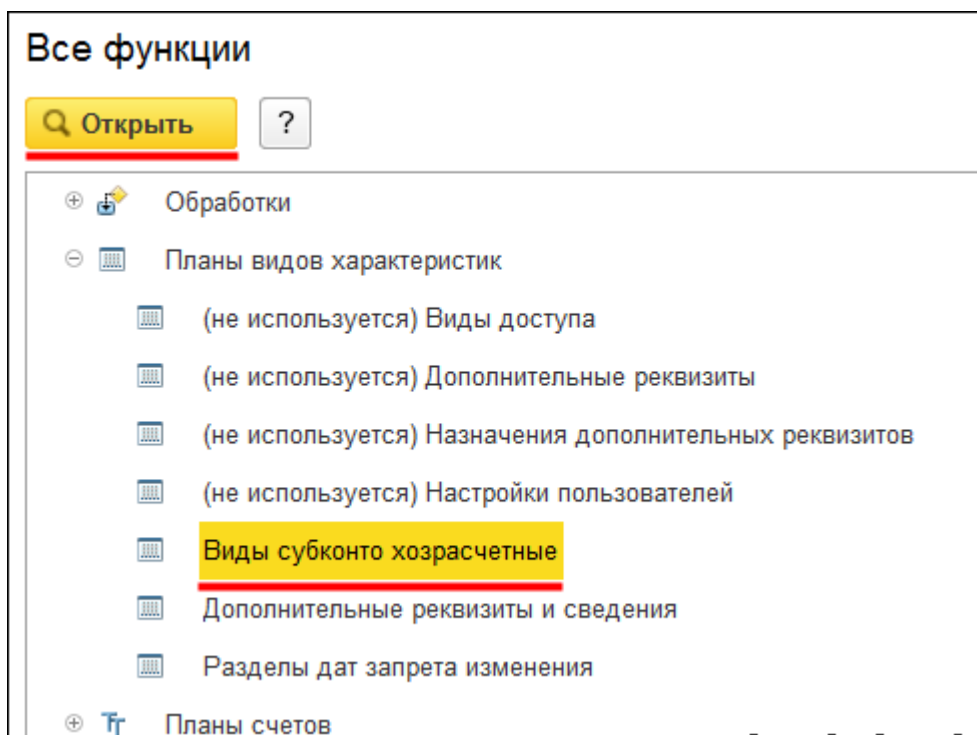 Все функции
Открыть ?
Обработки
Планы видов характеристик
(не используется) Виды доступа
(не используется) Дополнительные реквизиты
(не используется) Назначения дополнительных реквизитов
(не используется) Настройки пользователей
Виды субконто хозрасчетные
Дополнительные реквизиты и сведения
Разделы дат запрета изменения
Планы счетов